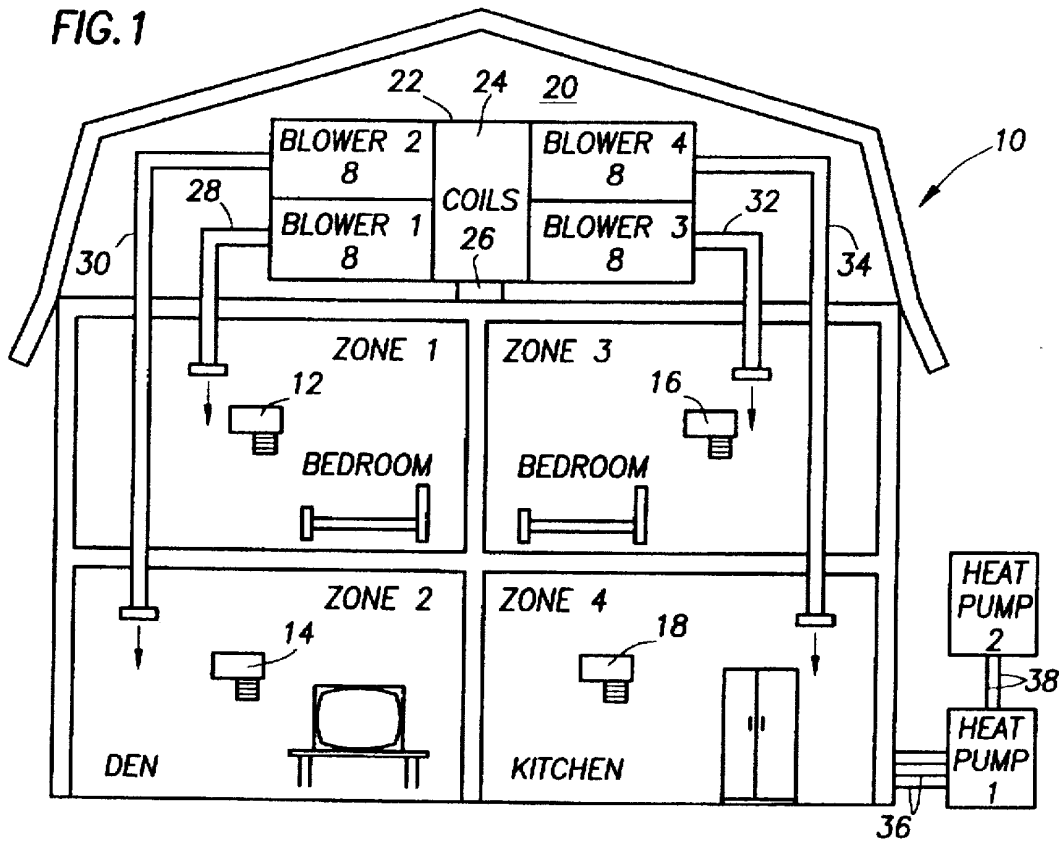 FIG. 1
22 24 20
10
BLOWER 2
8
COILS
BLOWER 4
8
28
BLOWER 1
8
26
BLOWER 3
8
32
30
34
ZONE 1
ZONE 3
12
16
BEDROOM
BEDROOM
ZONE 2
ZONE 4
HEAT
PUMP
2
14
18
38
DEN
KITCHEN
HEAT
PUMP
1
36